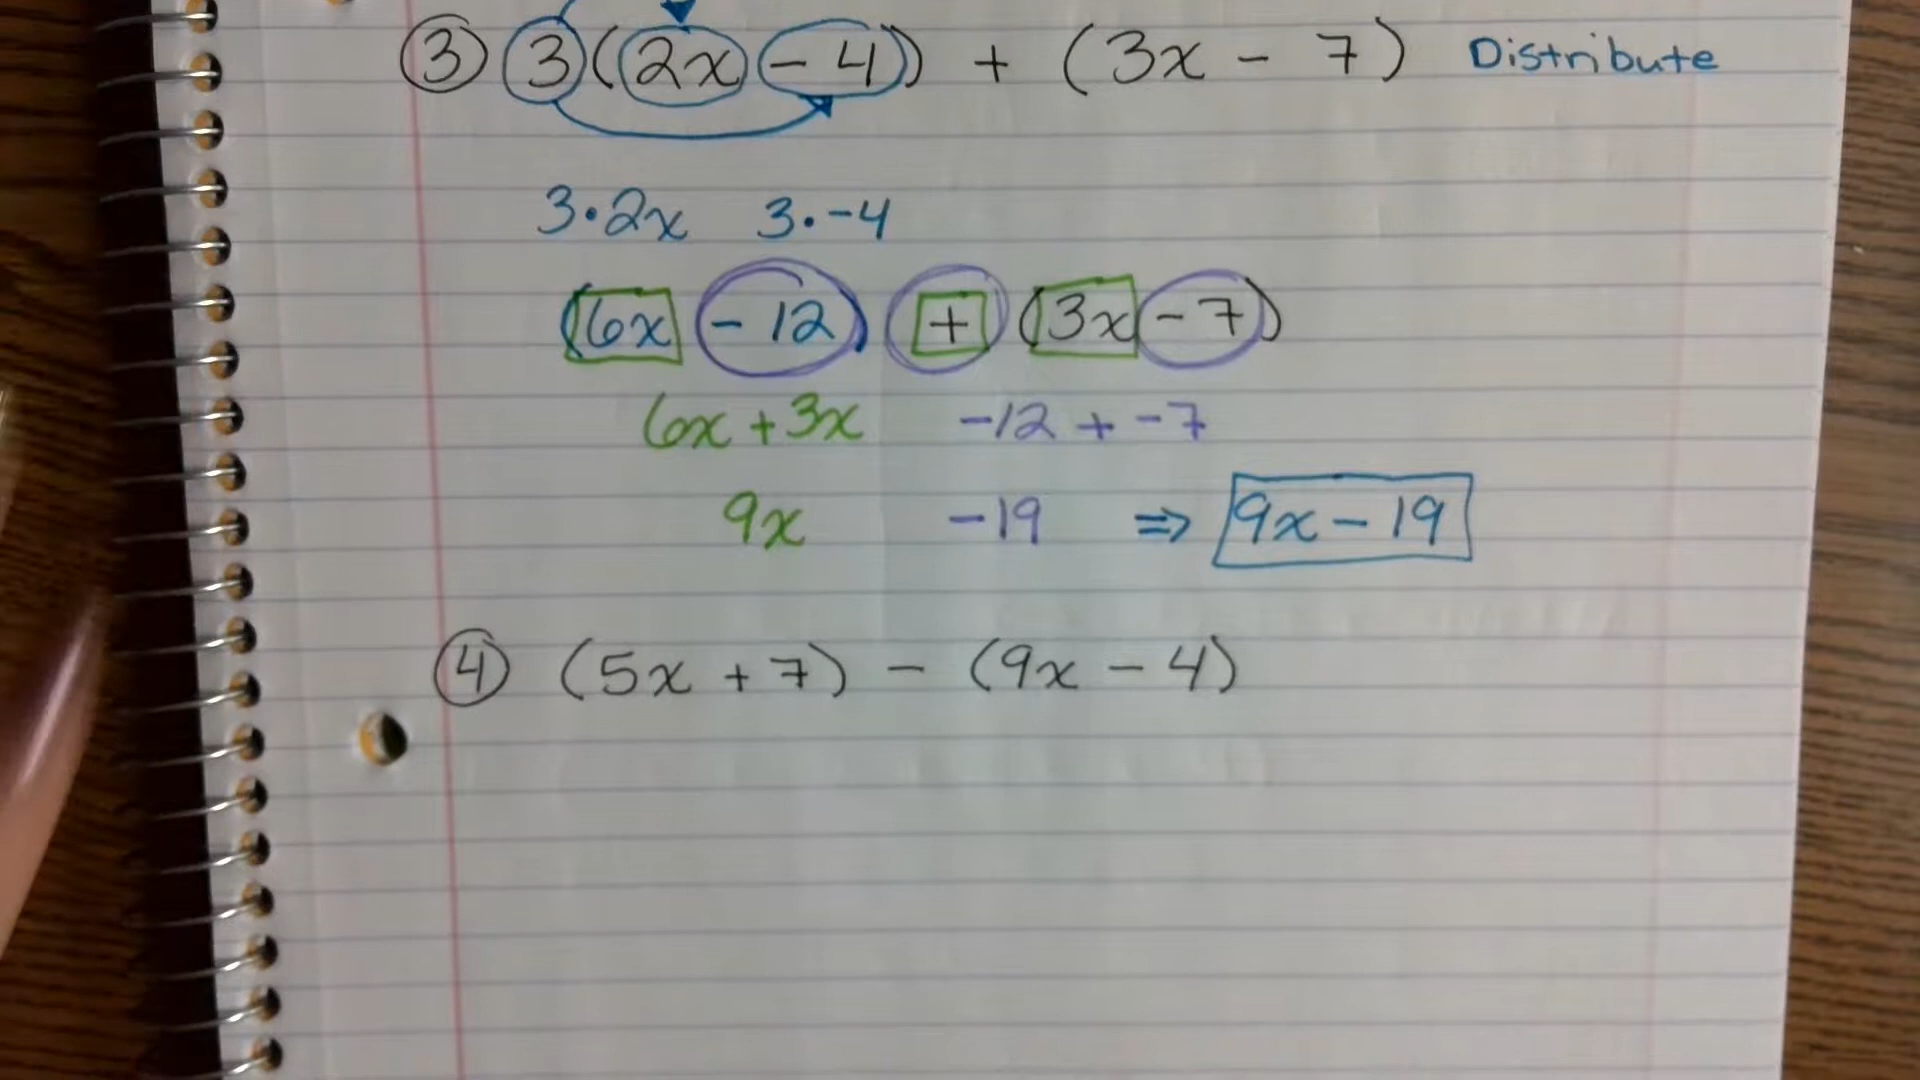 ③ 3(2x - 4) + (3x - 7) Distribute
3·2x 3·-4
(6x - 12) + (3x - 7)
6x + 3x -12 + -7
9x -19 ⇒ 9x - 19
④ (5x + 7) - (9x - 4)